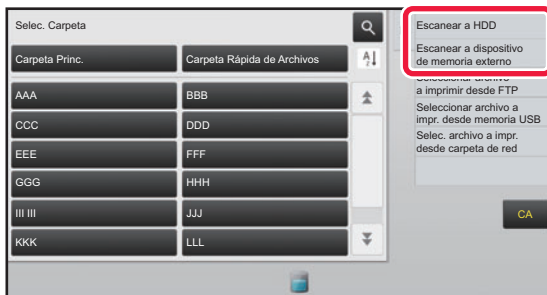 Selec. Carpeta
Carpeta Princ.
Carpeta Rápida de Archivos
AAA
BBB
CCC
DDD
EEE
FFF
GGG
HHH
III III
JJJ
KKK
LLL
Escanear a HDD
Escanear a dispositivo
de memoria externo
Seleccionar archivo
a imprimir desde FTP
Seleccionar archivo a
impr. desde memoria USB
Selec. archivo a impr.
desde carpeta de red
CA